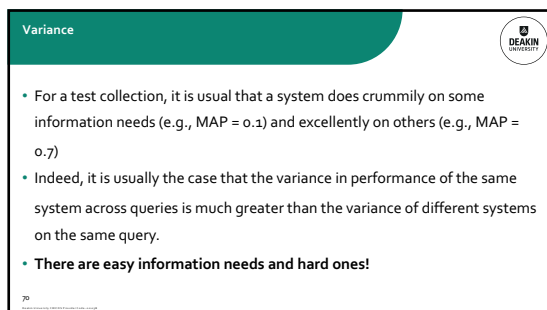 Variance
DEAKIN
UNIVERSITY
• For a test collection, it is usual that a system does crummily on some
information needs (e.g., MAP = 0.1) and excellently on others (e.g., MAP =
0.7)
• Indeed, it is usually the case that the variance in performance of the same
system across queries is much greater than the variance of different systems
on the same query.
• There are easy information needs and hard ones!
70